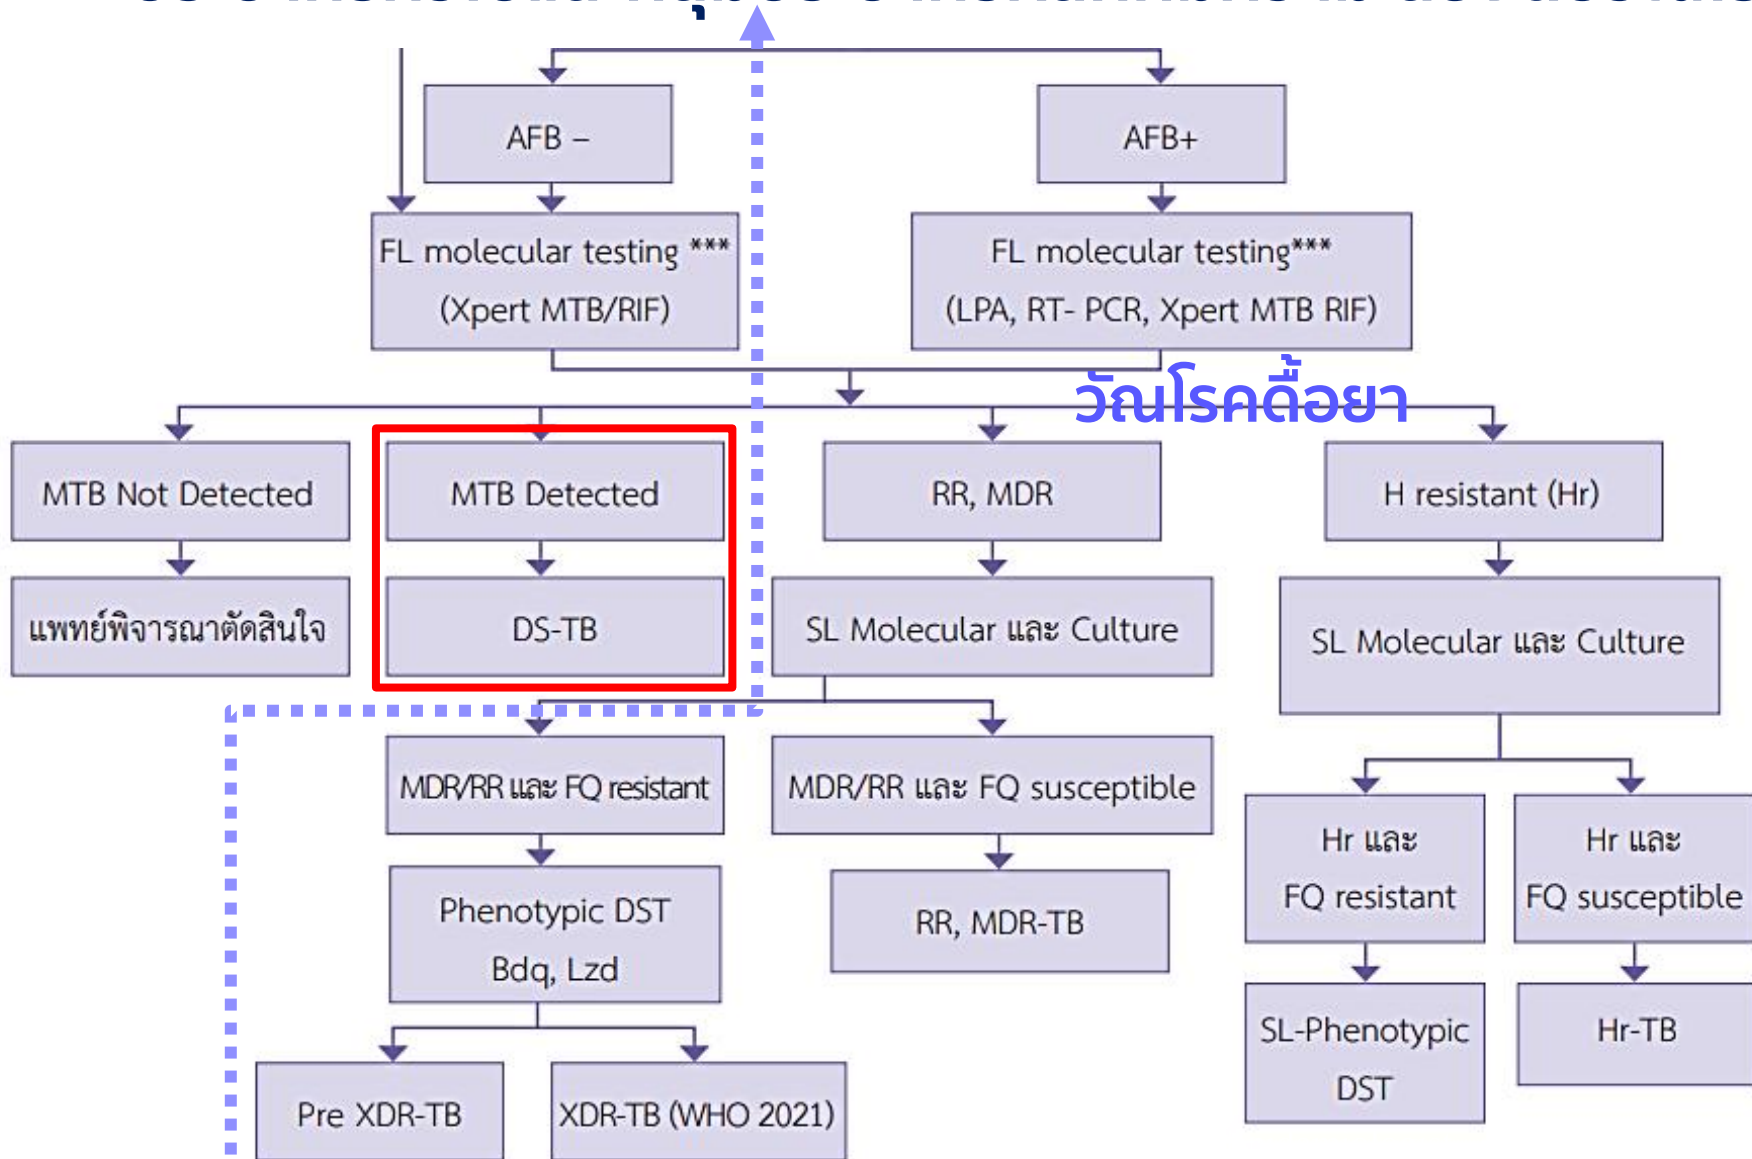 AFB –
AFB+
FL molecular testing ***
(Xpert MTB/RIF)
FL molecular testing***
(LPA, RT- PCR, Xpert MTB RIF)
วัณโรคดื้อยา
MTB Not Detected
MTB Detected
RR, MDR
H resistant (Hr)
แพทย์พิจารณาตัดสินใจ
DS-TB
SL Molecular และ Culture
SL Molecular และ Culture
MDR/RR และ FQ resistant
MDR/RR และ FQ susceptible
Hr และ
FQ resistant
Hr และ
FQ susceptible
Phenotypic DST
Bdq, Lzd
RR, MDR-TB
SL-Phenotypic
DST
Hr-TB
Pre XDR-TB
XDR-TB (WHO 2021)